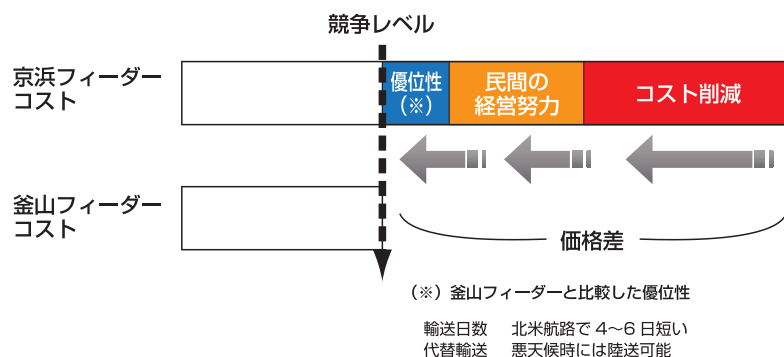 競争レベル
京浜フィーダー
コスト
優位性
（※）
民間の
経営努力
コスト削減
釜山フィーダー
コスト
価格差
（※）釜山フィーダーと比較した優位性
輸送日数 北米航路で4〜6日短い
代替輸送 悪天候時には陸送可能